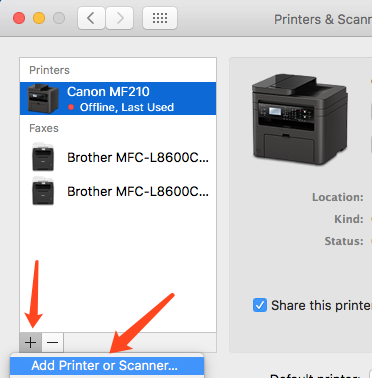 Printers & Scann
Printers
Canon MF210
Offline, Last Used
Faxes
Brother MFC-L8600C...
Brother MFC-L8600C...
Location:
Kind:
Status:
Share this printe
Add Printer or Scanner...
Default printer: